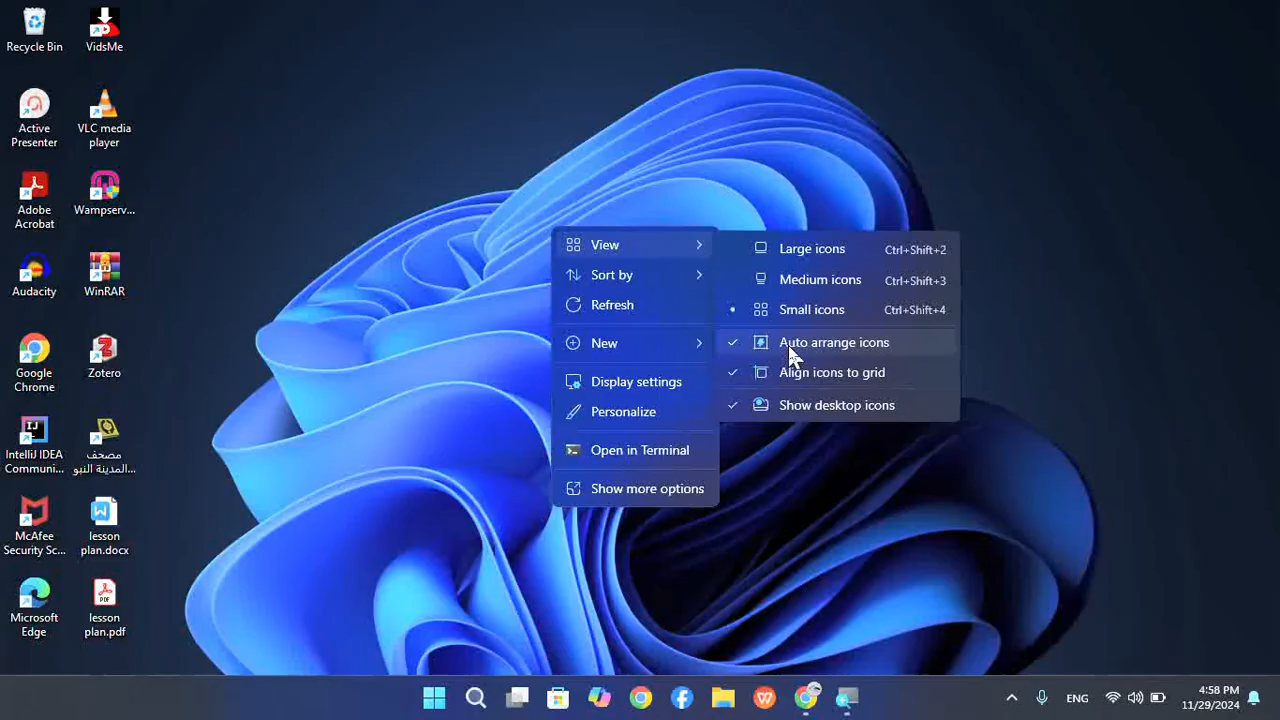 Recycle Bin
VidsMe
Active
Presenter
VLC media
player
Adobe
Acrobat
Wampserv...
Audacity
WinRAR
Google
Chrome
Zotero
IntelliJ IDEA
Communi...
مصحف
المدينة النبو...
McAfee
Security Sc...
lesson
plan.docx
Microsoft
Edge
PDF
lesson
plan.pdf
View
Sort by
Refresh
New
Display settings
Personalize
Open in Terminal
Show more options
Large icons Ctrl+Shift+2
Medium icons Ctrl+Shift+3
Small icons Ctrl+Shift+4
Auto arrange icons
Align icons to grid
Show desktop icons
ENG
4:58 PM
11/29/2024